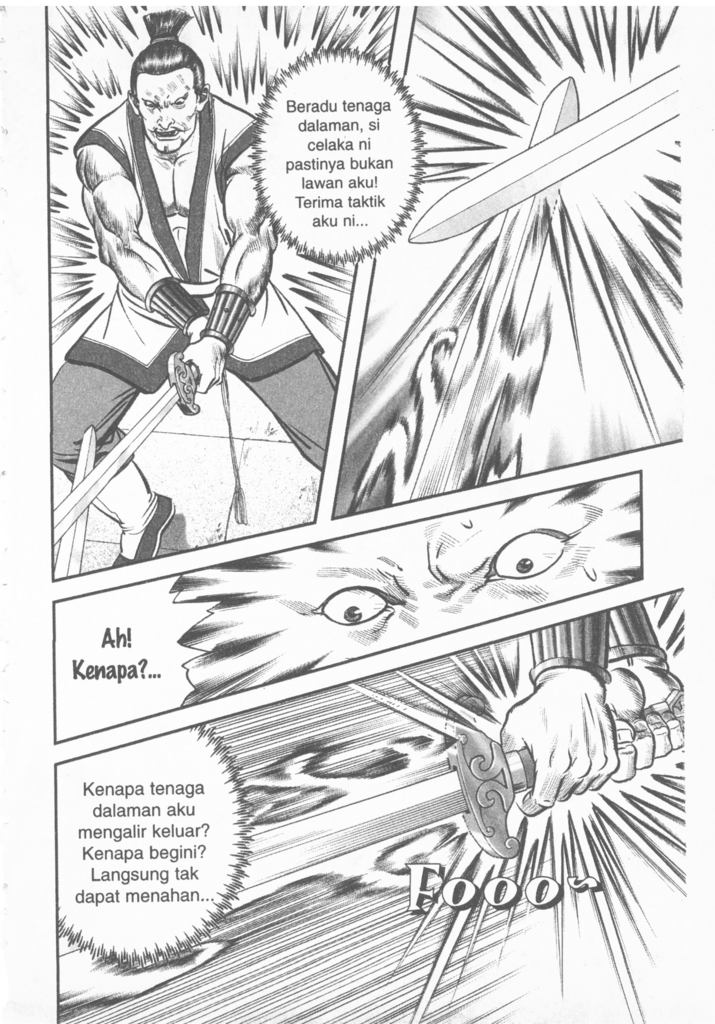 Beradu tenaga
dalaman, si
celaka ni
pastinya bukan
lawan aku!
Terima taktik
aku ni...
Ah!
Kenapa?...
Kenapa tenaga
dalaman aku
mengalir keluar?
Kenapa begini?
Langsung tak
dapat menahan...
Fooo~